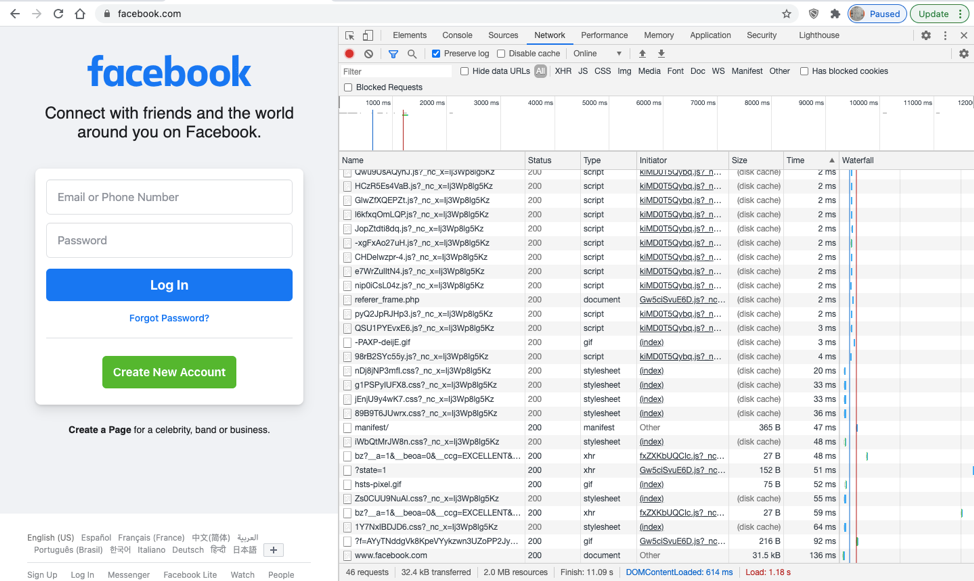 facebook.com
Paused
Update
facebook
Connect with friends and the world
around you on Facebook.
Email or Phone Number
Password
Log In
Forgot Password?
Create New Account
Create a Page for a celebrity, band or business.
English (US) Español Français (France) 中文(简体) العربية
Português (Brasil) 한국어 Italiano Deutsch हिन्दी 日本語 +
Sign Up Log In Messenger Facebook Lite Watch People
Elements Console Sources Network Performance Memory Application Security Lighthouse
Preserve log Disable cache Online
Filter Hide data URLs All XHR JS CSS Img Media Font Doc WS Manifest Other Has blocked cookies
Blocked Requests
1000 ms 2000 ms 3000 ms 4000 ms 5000 ms 6000 ms 7000 ms 8000 ms 9000 ms 10000 ms 11000 ms 1200
Name Status Type Initiator Size Time Waterfall
200 script kiMD0T5Qybq.js?_n... (disk cache) 2 ms
HCzR5Es4VaB.js?_nc_x=Ij3Wp8lg5Kz 200 script kiMD0T5Qybq.js?_n... (disk cache) 2 ms
GlwZfXQEPZt.js?_nc_x=Ij3Wp8lg5Kz 200 script kiMD0T5Qybq.js?_n... (disk cache) 2 ms
l6kfxqOmLQP.js?_nc_x=Ij3Wp8lg5Kz 200 script kiMD0T5Qybq.js?_n... (disk cache) 2 ms
JopZtdti8dq.js?_nc_x=Ij3Wp8lg5Kz 200 script kiMD0T5Qybq.js?_n... (disk cache) 2 ms
-xgFxAo27uH.js?_nc_x=Ij3Wp8lg5Kz 200 script kiMD0T5Qybq.js?_n... (disk cache) 2 ms
CHDelwzpr-4.js?_nc_x=Ij3Wp8lg5Kz 200 script kiMD0T5Qybq.js?_n... (disk cache) 2 ms
e7WrZulltN4.js?_nc_x=Ij3Wp8lg5Kz 200 script kiMD0T5Qybq.js?_n... (disk cache) 2 ms
nip0iCsL04z.js?_nc_x=Ij3Wp8lg5Kz 200 script kiMD0T5Qybq.js?_n... (disk cache) 2 ms
referer_frame.php 200 document Gw5ciSvuE6D.js?_nc... (disk cache) 2 ms
pyQ2JpRJHp3.js?_nc_x=Ij3Wp8lg5Kz 200 script kiMD0T5Qybq.js?_n... (disk cache) 2 ms
QSU1PYEvxE6.js?_nc_x=Ij3Wp8lg5Kz 200 script kiMD0T5Qybq.js?_n... (disk cache) 3 ms
-PAXP-deijE.gif 200 gif (index) (disk cache) 3 ms
98rB2SYc55y.js?_nc_x=Ij3Wp8lg5Kz 200 script kiMD0T5Qybq.js?_n... (disk cache) 4 ms
nDj8jNP3mfl.css?_nc_x=Ij3Wp8lg5Kz 200 stylesheet (index) (disk cache) 20 ms
g1PSPyIUFX8.css?_nc_x=Ij3Wp8lg5Kz 200 stylesheet (index) (disk cache) 33 ms
jEnjU9y4wK7.css?_nc_x=Ij3Wp8lg5Kz 200 stylesheet (index) (disk cache) 33 ms
89B9T6JUwrx.css?_nc_x=Ij3Wp8lg5Kz 200 stylesheet (index) (disk cache) 36 ms
manifest/ 200 manifest Other 365 B 47 ms
iWbQtMrJW8n.css?_nc_x=Ij3Wp8lg5Kz 200 stylesheet (index) (disk cache) 48 ms
bz?__a=1&__beoa=0&__ccg=EXCELLENT&... 200 xhr fxZXKbUQClc.js?_nc... 27 B 48 ms
?state=1 200 xhr Gw5ciSvuE6D.js?_nc... 152 B 51 ms
hsts-pixel.gif 200 gif (index) 75 B 52 ms
Zs0CUU9NuAl.css?_nc_x=Ij3Wp8lg5Kz 200 stylesheet (index) (disk cache) 55 ms
bz?__a=1&__beoa=0&__ccg=EXCELLENT&... 200 xhr fxZXKbUQClc.js?_nc... 27 B 59 ms
1Y7NxlBDJD6.css?_nc_x=Ij3Wp8lg5Kz 200 stylesheet (index) (disk cache) 64 ms
?f=AYyTNddgVk8KpeVYykzwn3UZoPP2Jy... 200 xhr Gw5ciSvuE6D.js?_nc... 216 B 92 ms
www.facebook.com 200 document Other 31.5 kB 136 ms
46 requests 32.4 kB transferred 2.0 MB resources Finish: 11.09 s DOMContentLoaded: 614 ms Load: 1.18 s